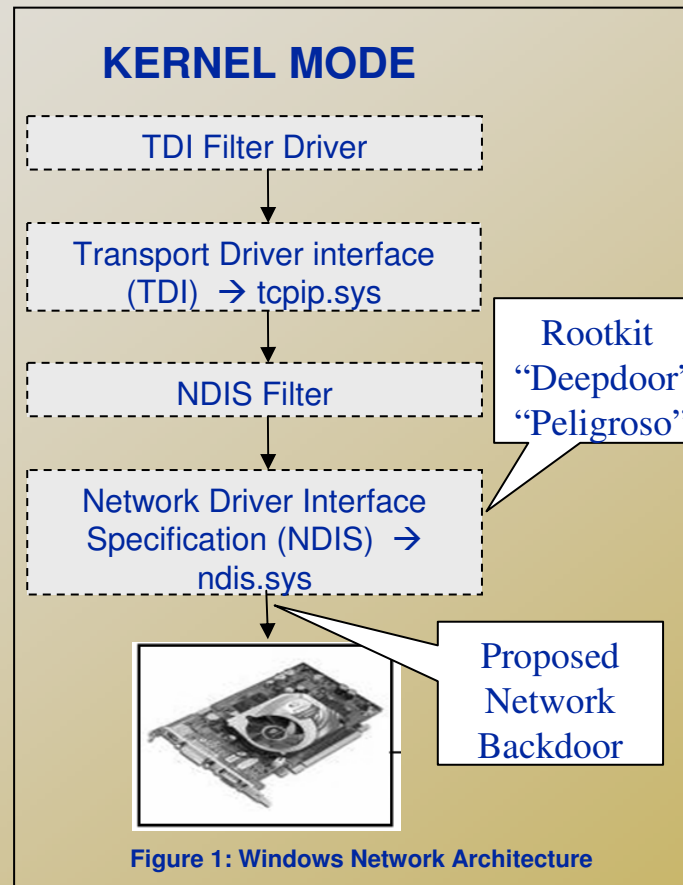 KERNEL MODE
TDI Filter Driver
Transport Driver interface
(TDI) → tcpip.sys
NDIS Filter
Rootkit
“Deepdoor”
“Peligroso”
Network Driver Interface
Specification (NDIS) →
ndis.sys
Proposed
Network
Backdoor
Figure 1: Windows Network Architecture